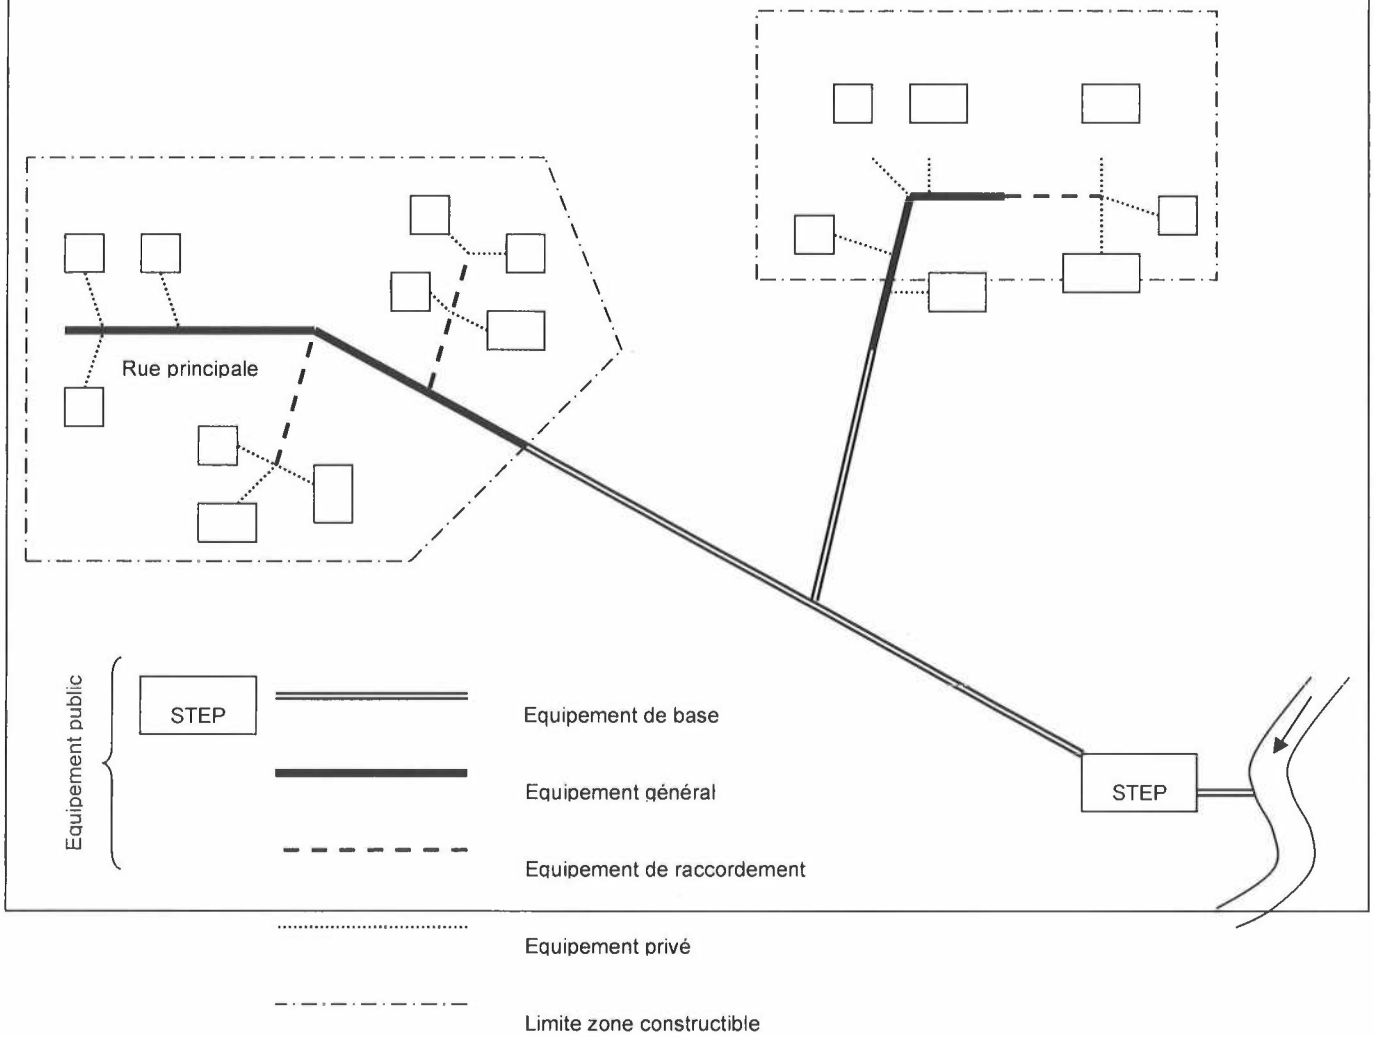 Rue principale
Equipement public
STEP
Equipement de base
Equipement général
STEP
Equipement de raccordement
Equipement privé
Limite zone constructible